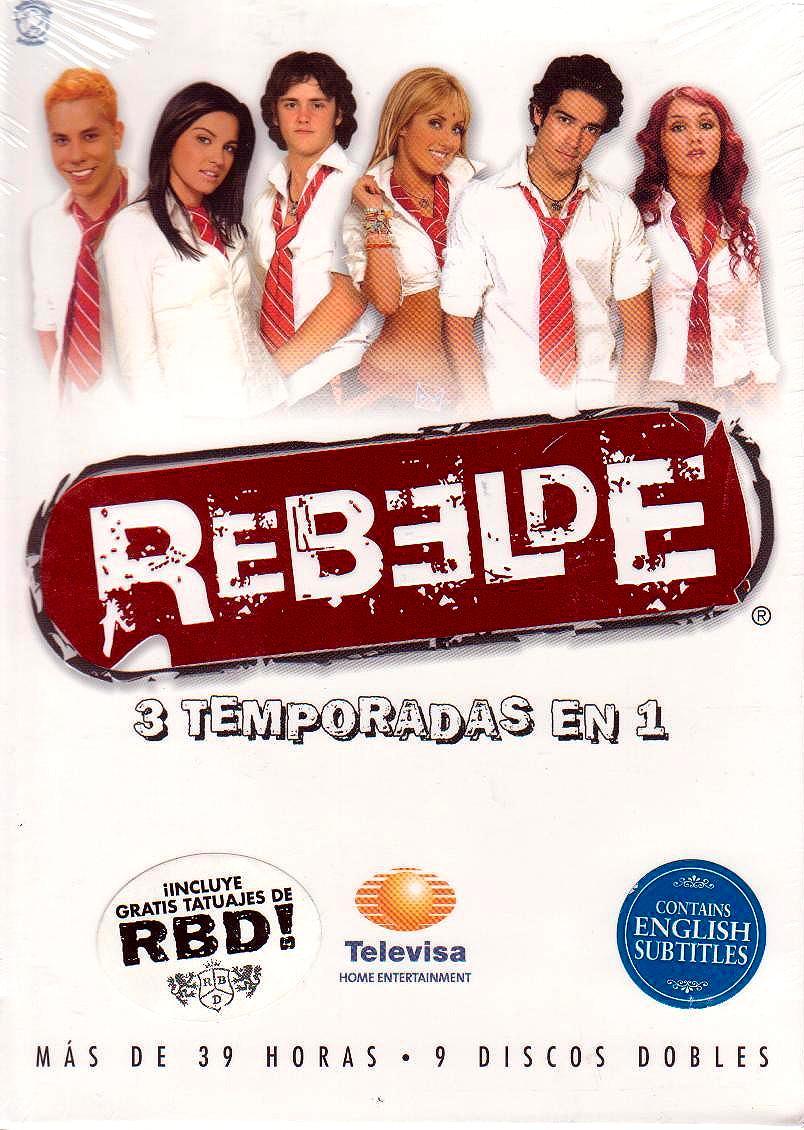 REBELDE
®
3 TEMPORADAS EN 1
¡INCLUYE
GRATIS TATUAJES DE
RBD!
R B
D
Televisa
HOME ENTERTAINMENT
CONTAINS
ENGLISH
SUBTITLES
MÁS DE 39 HORAS • 9 DISCOS DOBLES